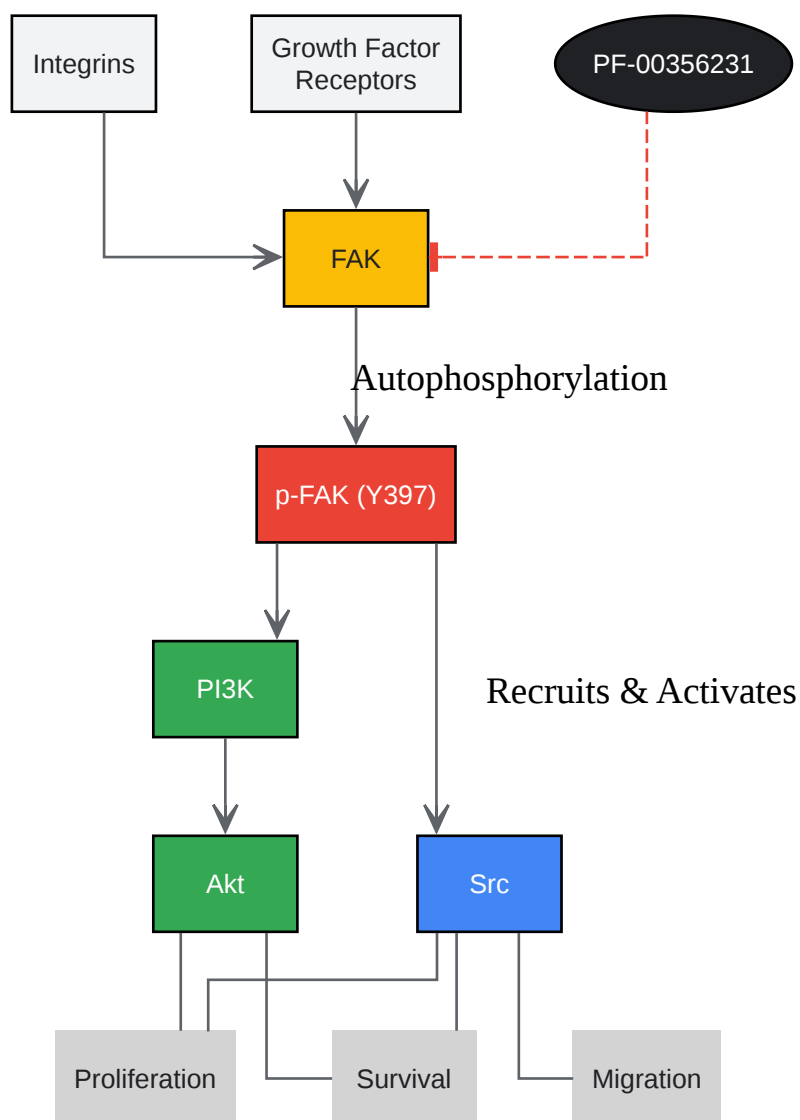 Integrins
Growth Factor
Receptors
PF-00356231
FAK
Autophosphorylation
p-FAK (Y397)
PI3K
Recruits & Activates
Akt
Src
Proliferation
Survival
Migration